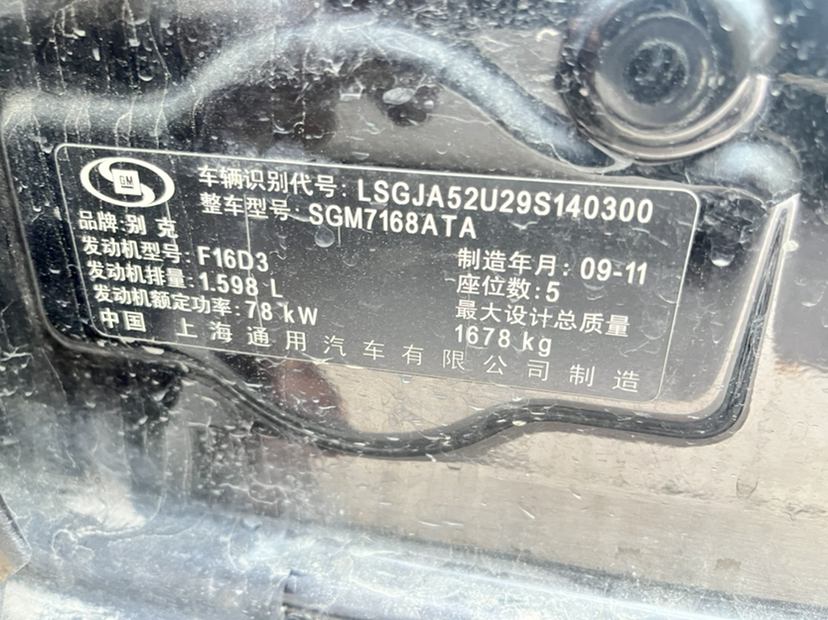 GM
车辆识别代号: LSGJA52U29S140300
整车型号: SGM7168ATA
品牌:别克
发动机型号: F16D3
制造年月: 09-11
发动机排量: 1.598 L
座位数: 5
发动机额定功率: 78 kW
最大设计总质量
1678 kg
中国 上海通用汽车有限公司制造